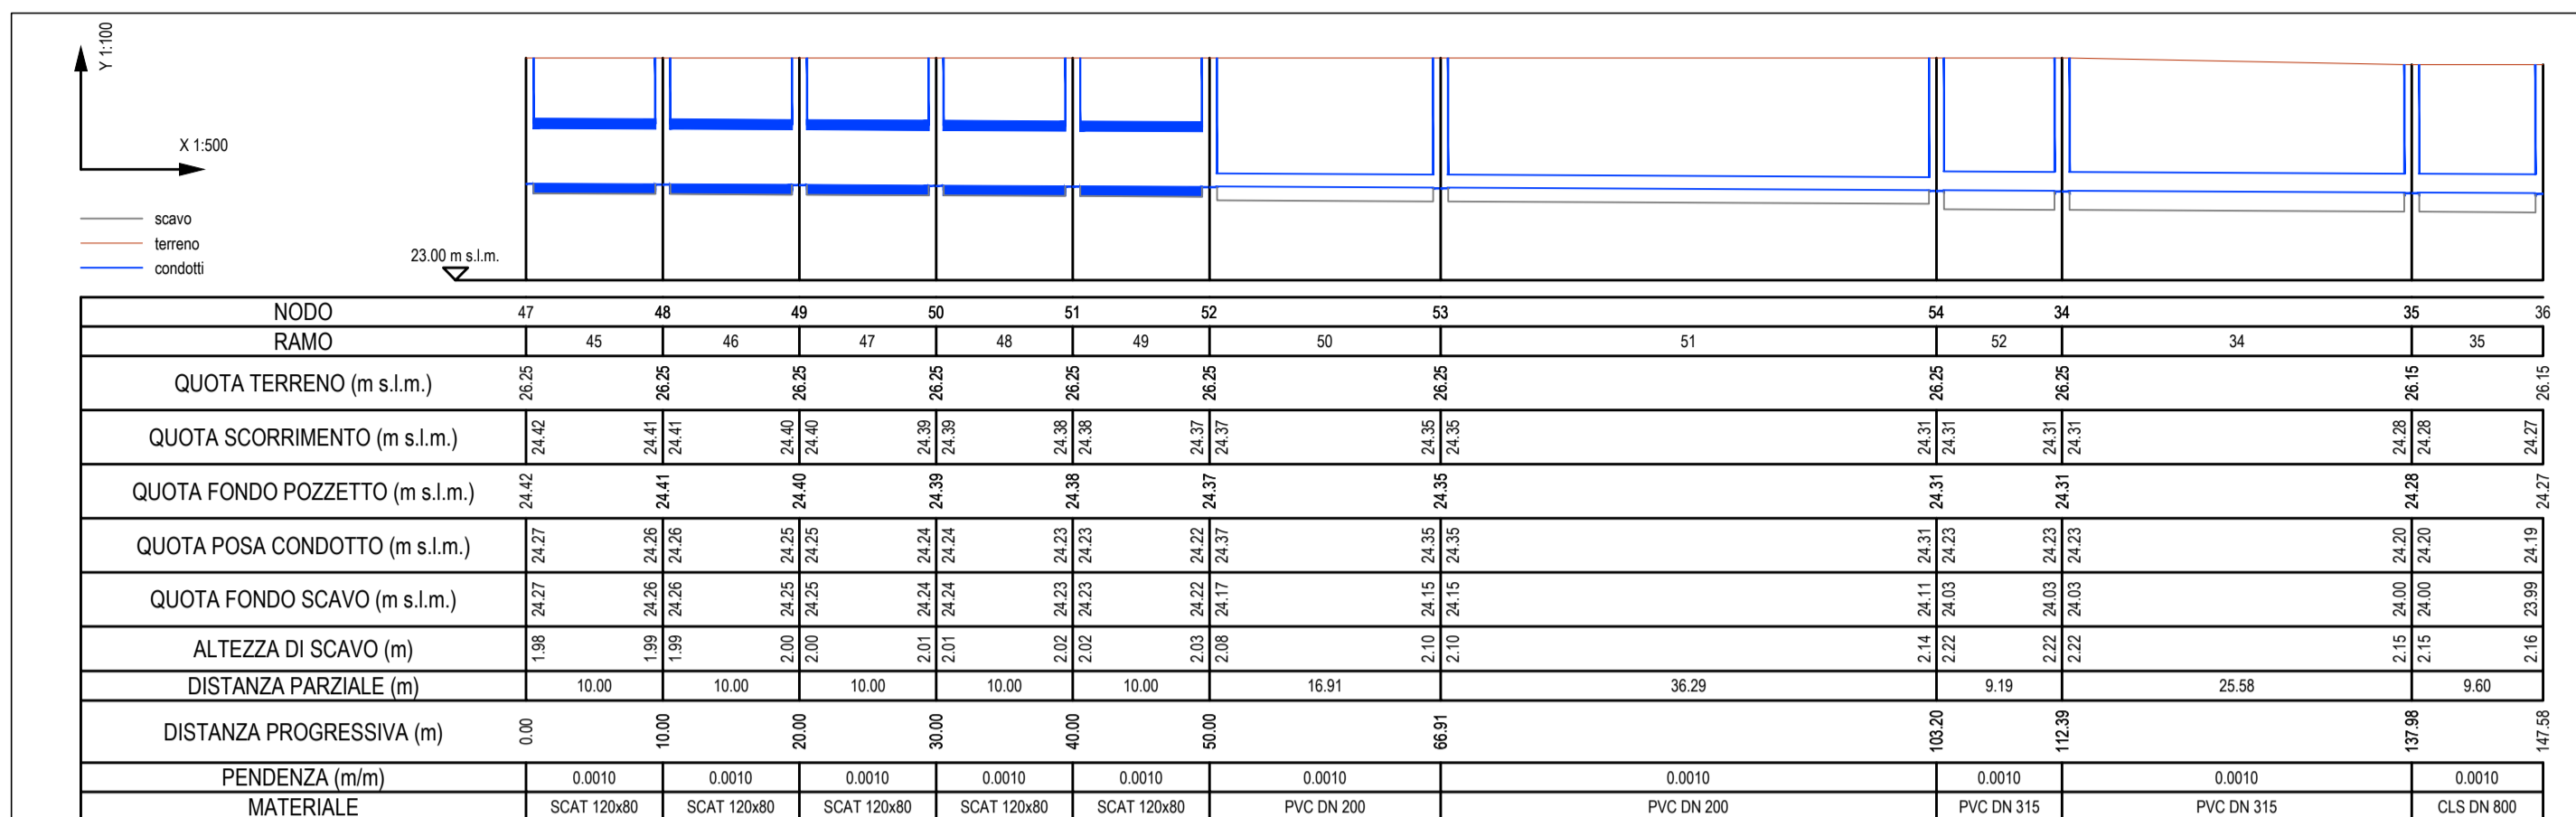 Y 1:100
X 1:500
scavo
terreno
condotti
23.00 m s.l.m.
NODO 47 48 49 50 51 52 53 54 34 35 36
RAMO 45 46 47 48 49 50 51 52 34 35
QUOTA TERRENO (m s.l.m.) 26.25 26.25 26.25 26.25 26.25 26.25 26.25 26.25 26.25 26.15 26.15
QUOTA SCORRIMENTO (m s.l.m.) 24.42 24.41 24.41 24.40 24.40 24.39 24.39 24.38 24.38 24.37 24.37 24.35 24.35 24.31 24.31 24.31 24.31 24.28 24.28 24.27
QUOTA FONDO POZZETTO (m s.l.m.) 24.42 24.41 24.40 24.39 24.38 24.37 24.35 24.31 24.31 24.28 24.27
QUOTA POSA CONDOTTO (m s.l.m.) 24.27 24.26 24.26 24.25 24.25 24.24 24.24 24.23 24.23 24.22 24.37 24.35 24.35 24.31 24.23 24.23 24.23 24.20 24.20 24.19
QUOTA FONDO SCAVO (m s.l.m.) 24.27 24.26 24.26 24.25 24.25 24.24 24.24 24.23 24.23 24.22 24.17 24.15 24.15 24.11 24.03 24.03 24.03 24.00 24.00 23.99
ALTEZZA DI SCAVO (m) 1.98 1.99 1.99 2.00 2.00 2.01 2.01 2.02 2.02 2.03 2.08 2.10 2.10 2.14 2.22 2.22 2.22 2.15 2.15 2.16
DISTANZA PARZIALE (m) 10.00 10.00 10.00 10.00 10.00 16.91 36.29 9.19 25.58 9.60
DISTANZA PROGRESSIVA (m) 0.00 10.00 20.00 30.00 40.00 50.00 66.91 103.20 112.39 137.98 147.58
PENDENZA (m/m) 0.0010 0.0010 0.0010 0.0010 0.0010 0.0010 0.0010 0.0010 0.0010 0.0010
MATERIALE SCAT 120x80 SCAT 120x80 SCAT 120x80 SCAT 120x80 SCAT 120x80 PVC DN 200 PVC DN 200 PVC DN 315 PVC DN 315 CLS DN 800